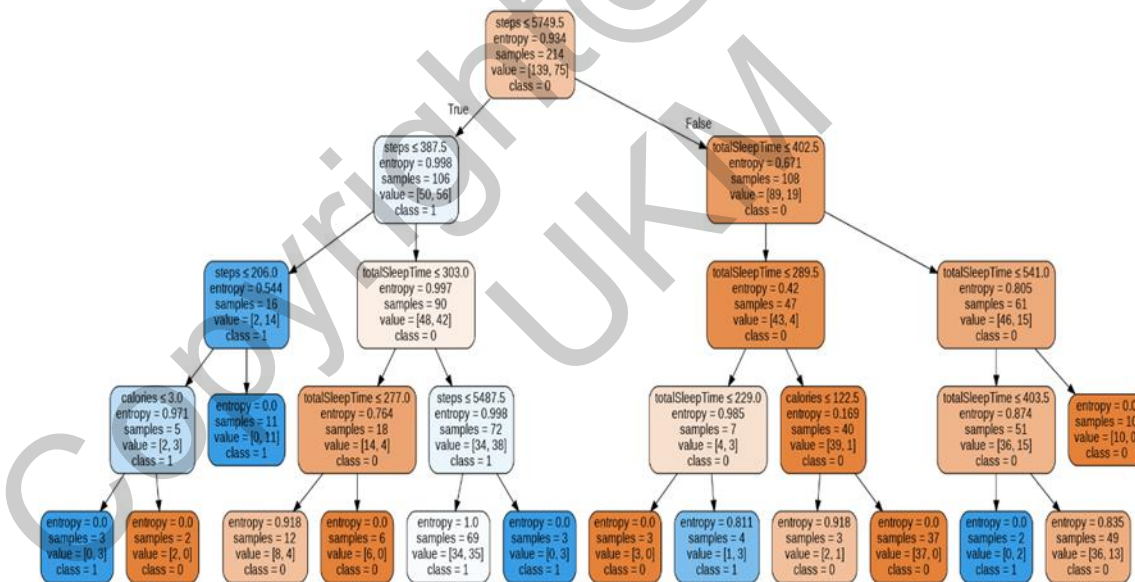 steps ≤ 5749.5
entropy = 0.934
samples = 214
value = [139, 75]
class = 0
True
False
steps ≤ 387.5
entropy = 0.998
samples = 106
value = [50, 56]
class = 1
totalSleepTime ≤ 402.5
entropy = 0.671
samples = 108
value = [89, 19]
class = 0
steps ≤ 206.0
entropy = 0.544
samples = 16
value = [2, 14]
class = 1
totalSleepTime ≤ 303.0
entropy = 0.997
samples = 90
value = [48, 42]
class = 0
totalSleepTime ≤ 289.5
entropy = 0.42
samples = 47
value = [43, 4]
class = 0
totalSleepTime ≤ 541.0
entropy = 0.805
samples = 61
value = [46, 15]
class = 0
calories ≤ 3.0
entropy = 0.971
samples = 5
value = [2, 3]
class = 1
entropy = 0.0
samples = 11
value = [0, 11]
class = 1
totalSleepTime ≤ 277.0
entropy = 0.764
samples = 18
value = [14, 4]
class = 0
steps ≤ 5487.5
entropy = 0.998
samples = 72
value = [34, 38]
class = 1
totalSleepTime ≤ 229.0
entropy = 0.985
samples = 7
value = [4, 3]
class = 0
calories ≤ 122.5
entropy = 0.169
samples = 40
value = [39, 1]
class = 0
totalSleepTime ≤ 403.5
entropy = 0.874
samples = 51
value = [36, 15]
class = 0
entropy = 0.0
samples = 10
value = [10, 0
class = 0
entropy = 0.0
samples = 3
value = [0, 3]
class = 1
entropy = 0.0
samples = 2
value = [2, 0]
class = 0
entropy = 0.918
samples = 12
value = [8, 4]
class = 0
entropy = 0.0
samples = 6
value = [6, 0]
class = 0
entropy = 1.0
samples = 69
value = [34, 35]
class = 1
entropy = 0.0
samples = 3
value = [0, 3]
class = 1
entropy = 0.0
samples = 3
value = [3, 0]
class = 0
entropy = 0.811
samples = 4
value = [1, 3]
class = 1
entropy = 0.918
samples = 3
value = [2, 1]
class = 0
entropy = 0.0
samples = 37
value = [37, 0]
class = 0
entropy = 0.0
samples = 2
value = [0, 2]
class = 1
entropy = 0.835
samples = 49
value = [36, 13]
class = 0
Copyright@
UKM